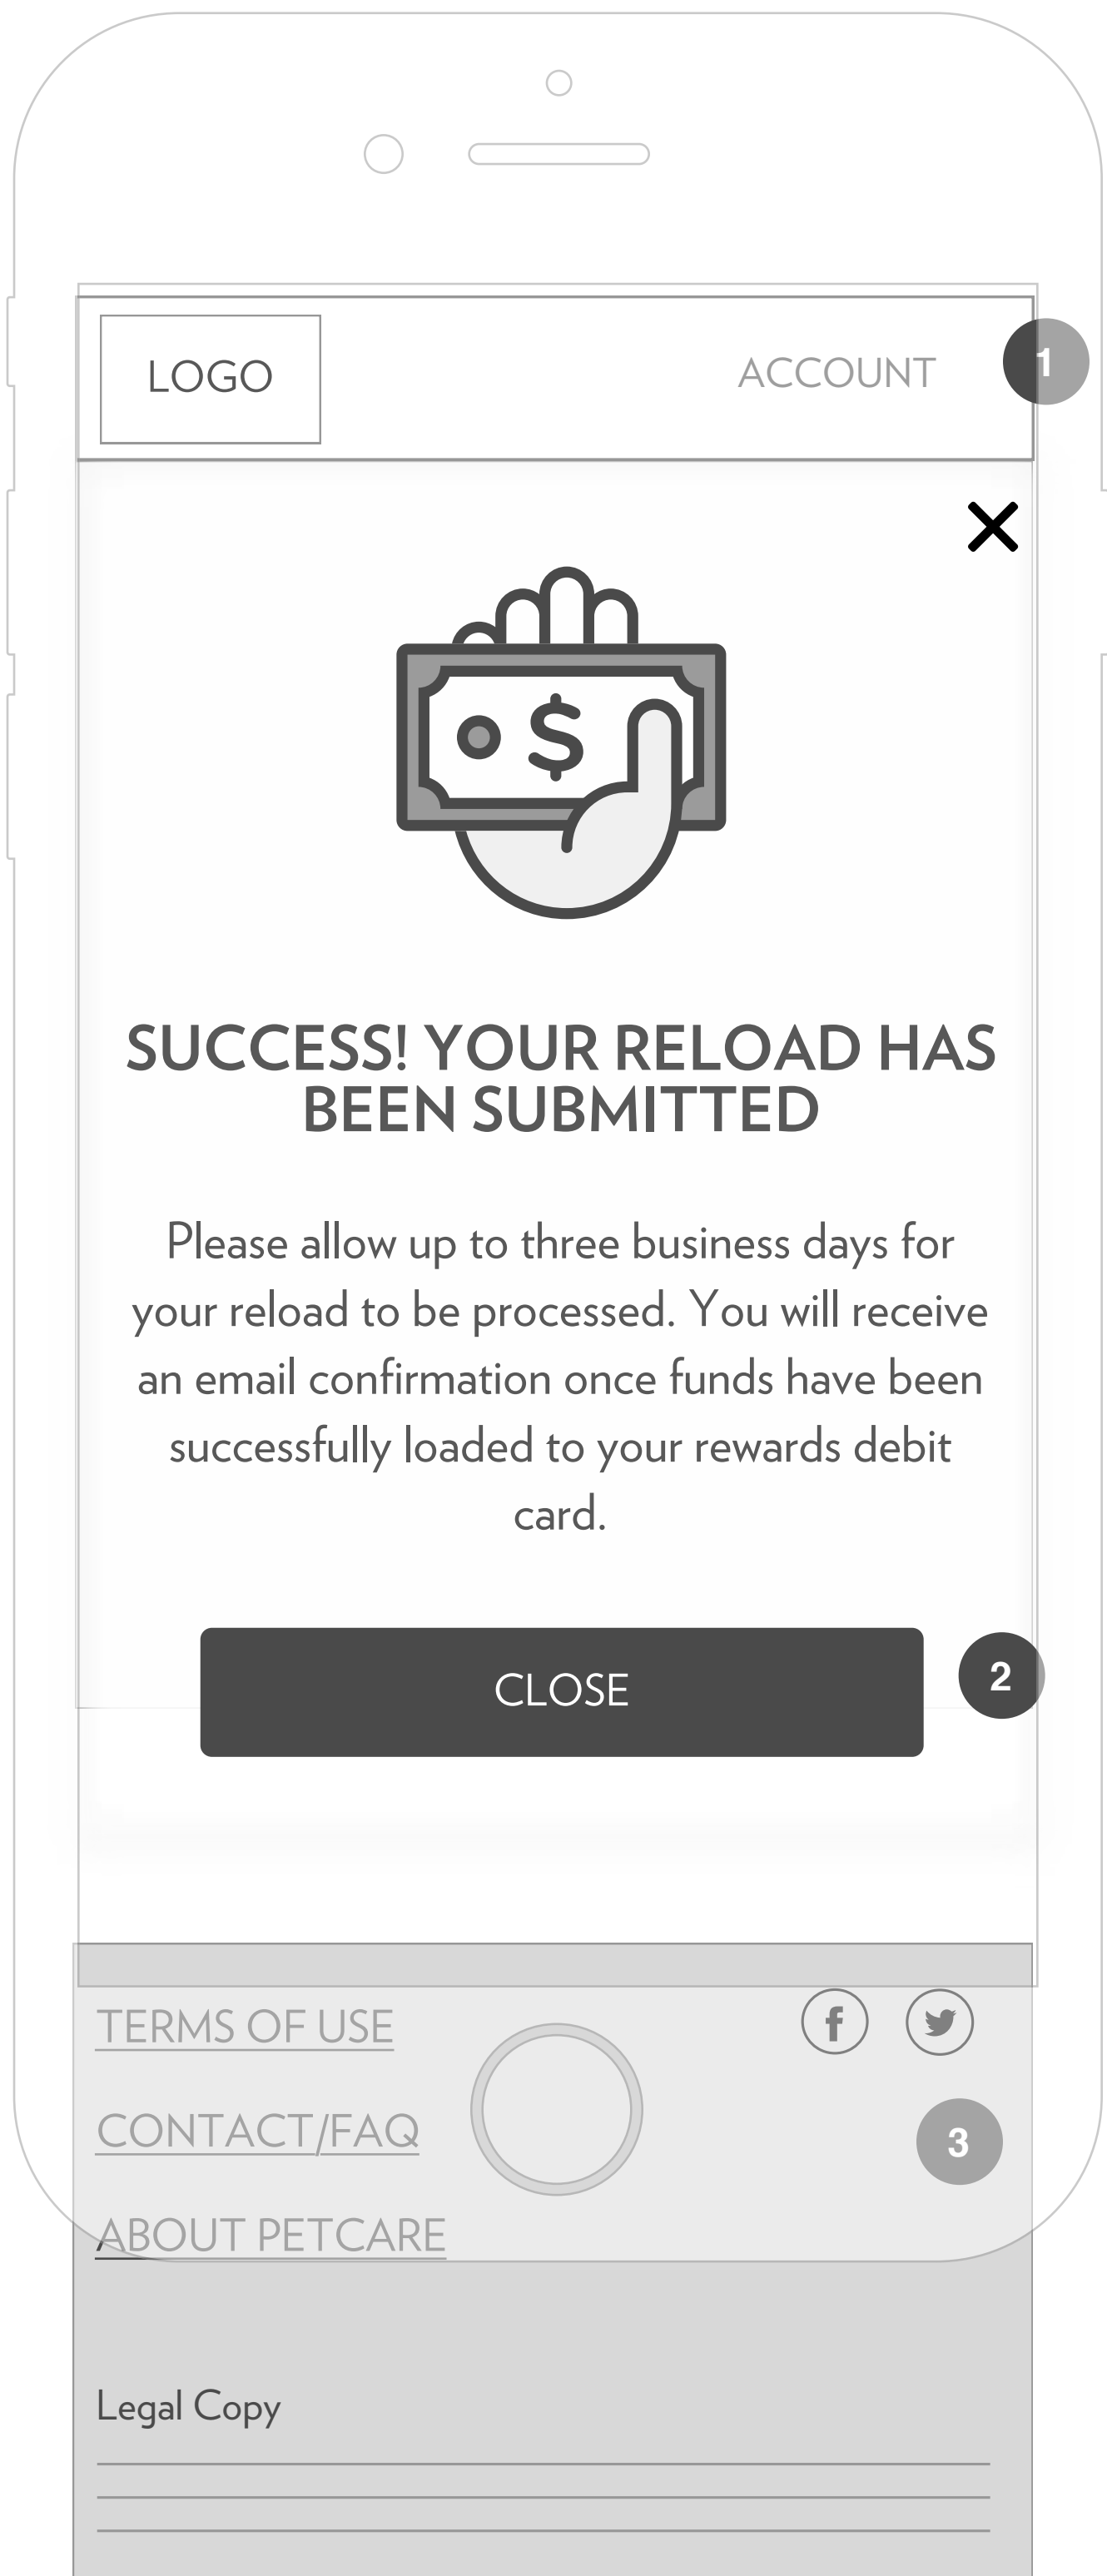 LOGO
ACCOUNT
1
$
SUCCESS! YOUR RELOAD HAS
BEEN SUBMITTED
Please allow up to three business days for
your reload to be processed. You will receive
an email confirmation once funds have been
successfully loaded to your rewards debit
card.
CLOSE
2
TERMS OF USE
f
CONTACT/FAQ
3
ABOUT PETCARE
Legal Copy